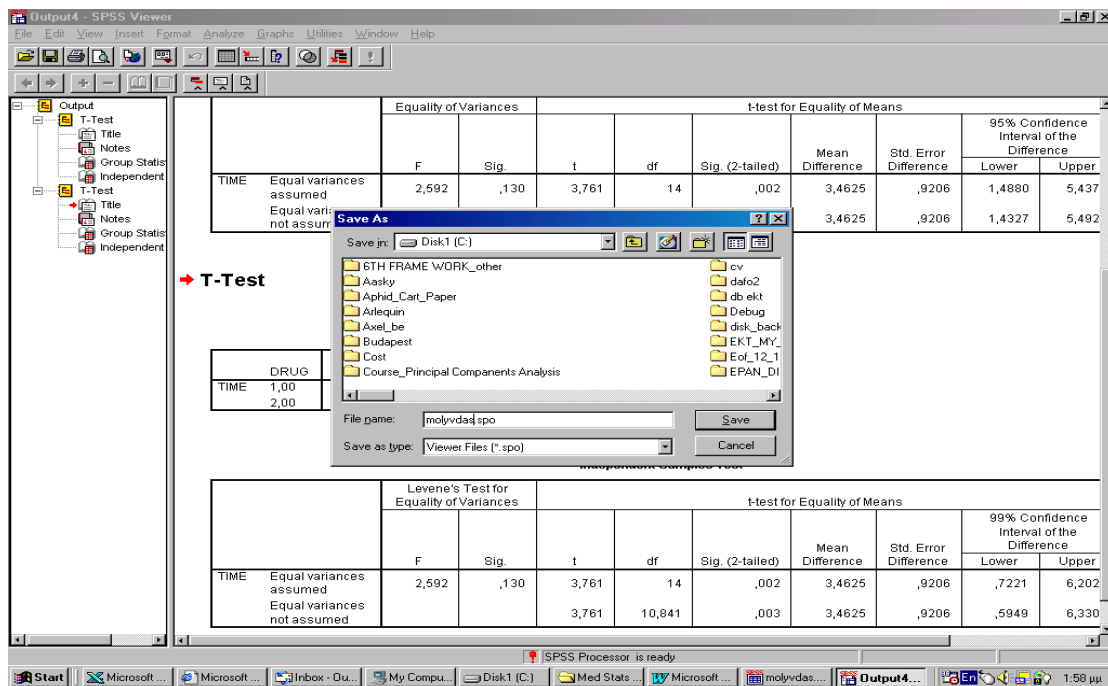 Output4 - SPSS Viewer
File Edit View Insert Format Analyze Graphs Utilities Window Help
Output
T-Test
Title
Notes
Group Statis
Independent
T-Test
Title
Notes
Group Statis
Independent
Equality of Variances t-test for Equality of Means
95% Confidence
Interval of the
Difference
F Sig. t df Sig. (2-tailed) Mean Difference Std. Error Difference Lower Upper
TIME Equal variances assumed 2,592 ,130 3,761 14 ,002 3,4625 ,9206 1,4880 5,437
Equal vari
not assum 3,4625 ,9206 1,4327 5,492
T-Test
DRUG
TIME 1,00
2,00
Save As
Save in: Disk1 (C:)
6TH FRAME WORK_other
Aasky
Aphid_Cart_Paper
Arlequin
Axel_be
Budapest
Cost
Course_Principal Companents Analysis
cv
dafo2
db ekt
Debug
disk_back
EKT_MY_
Eof_12_1
EPAN_DI
File name: molyvdas.spo Save
Save as type: Viewer Files (*.spo) Cancel
Independent Samples Test
Levene's Test for
Equality of Variances t-test for Equality of Means
99% Confidence
Interval of the
Difference
F Sig. t df Sig. (2-tailed) Mean Difference Std. Error Difference Lower Upper
TIME Equal variances assumed 2,592 ,130 3,761 14 ,002 3,4625 ,9206 ,7221 6,202
Equal variances not assumed 3,761 10,841 ,003 3,4625 ,9206 ,5949 6,330
SPSS Processor is ready
Start Microsoft ... Microsoft ... Inbox - Ou... My Compu... Disk1 (C:) Med Stats ... Microsoft ... molyvdas.... Output4... En 1:58 μμ